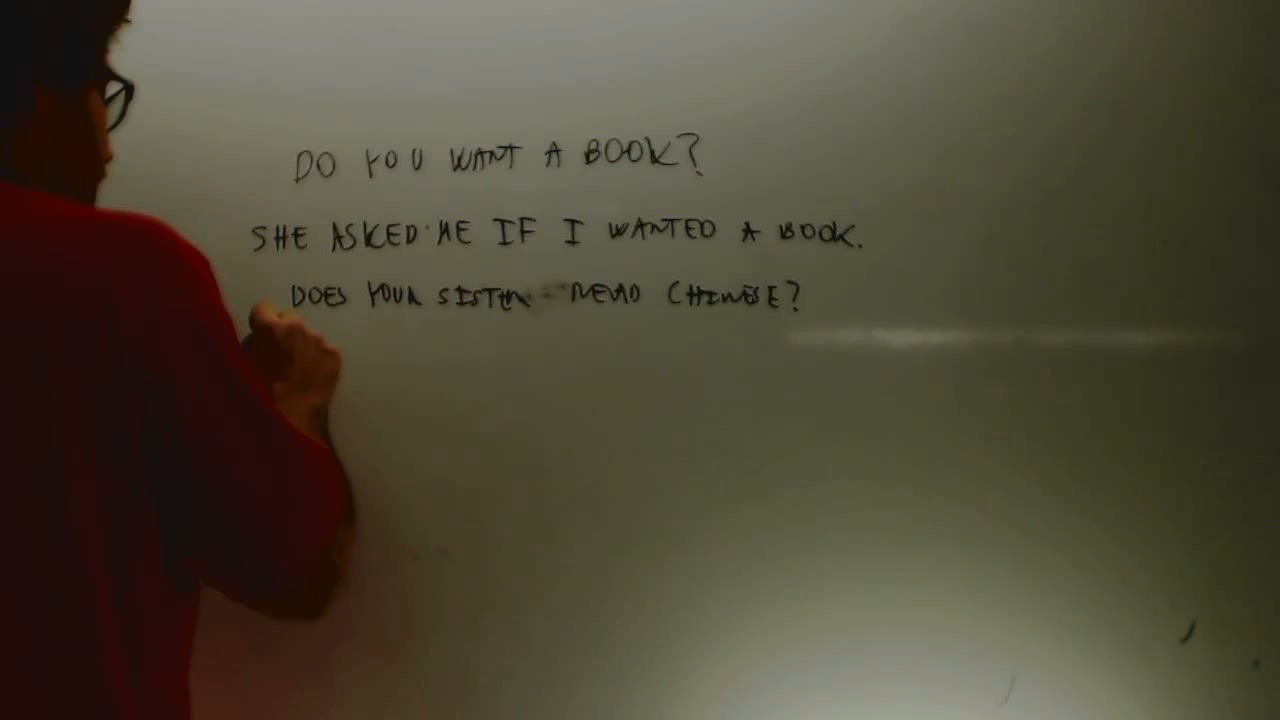 DO YOU WANT A BOOK?
SHE ASKED ME IF I WANTED A BOOK.
DOES YOUR SISTER READ CHINESE?